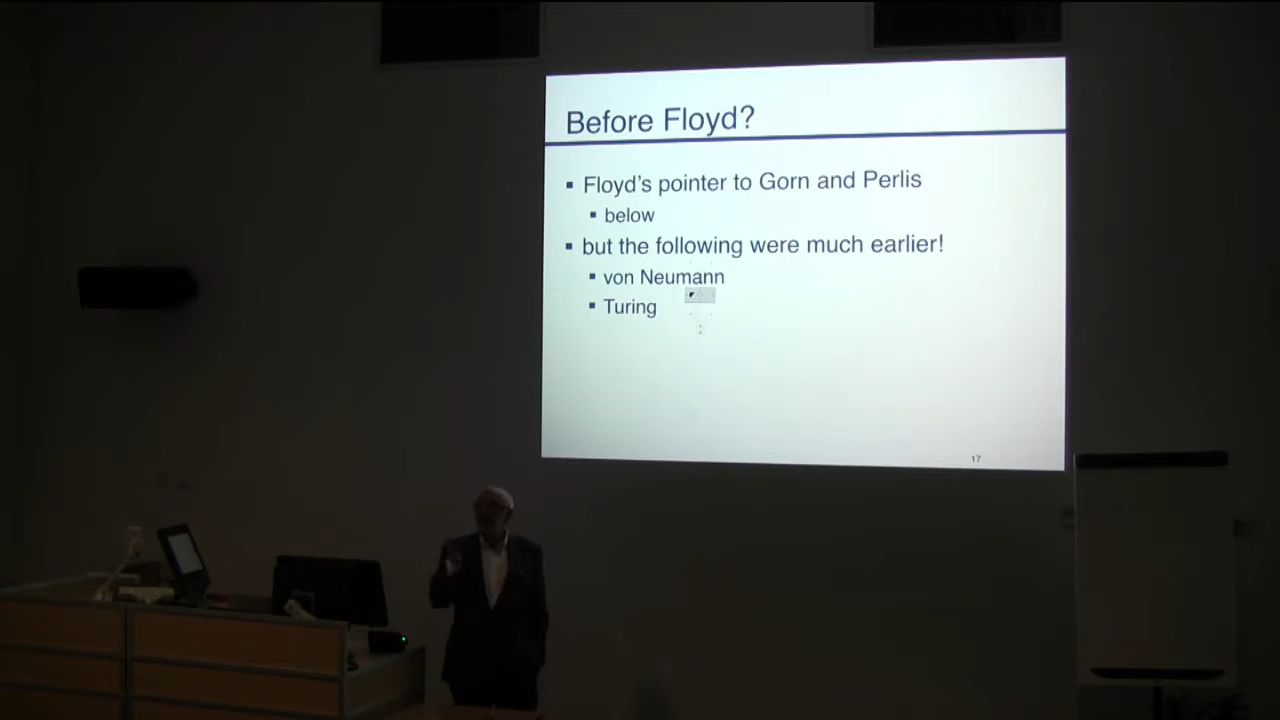 Before Floyd?
Floyd's pointer to Gorn and Perlis
below
but the following were much earlier!
von Neumann
Turing
17